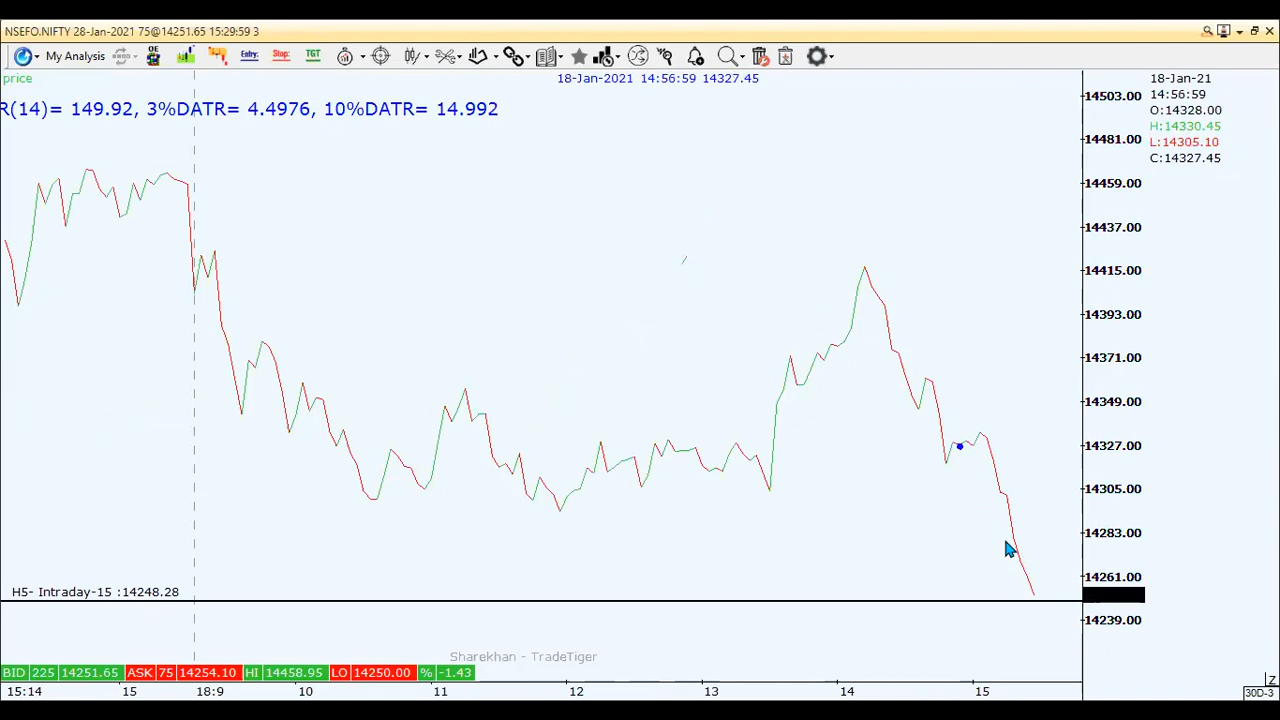 NSEFO.NIFTY 28-Jan-2021 75@14251.65 15:29:59 3
My Analysis OE Entry: Stop: TGT
price
18-Jan-2021 14:56:59 14327.45
R(14)= 149.92, 3%DATR= 4.4976, 10%DATR= 14.992
18-Jan-21
14:56:59
O:14328.00
H:14330.45
L:14305.10
C:14327.45
14503.00
14481.00
14459.00
14437.00
14415.00
14393.00
14371.00
14349.00
14327.00
14305.00
14283.00
14261.00
14239.00
H5- Intraday-15 :14248.28
Sharekhan - TradeTiger
BID 225 14251.65 ASK 75 14254.10 HI 14458.95 LO 14250.00 % -1.43
15:14 15 18:9 10 11 12 13 14 15
Z
30D-3